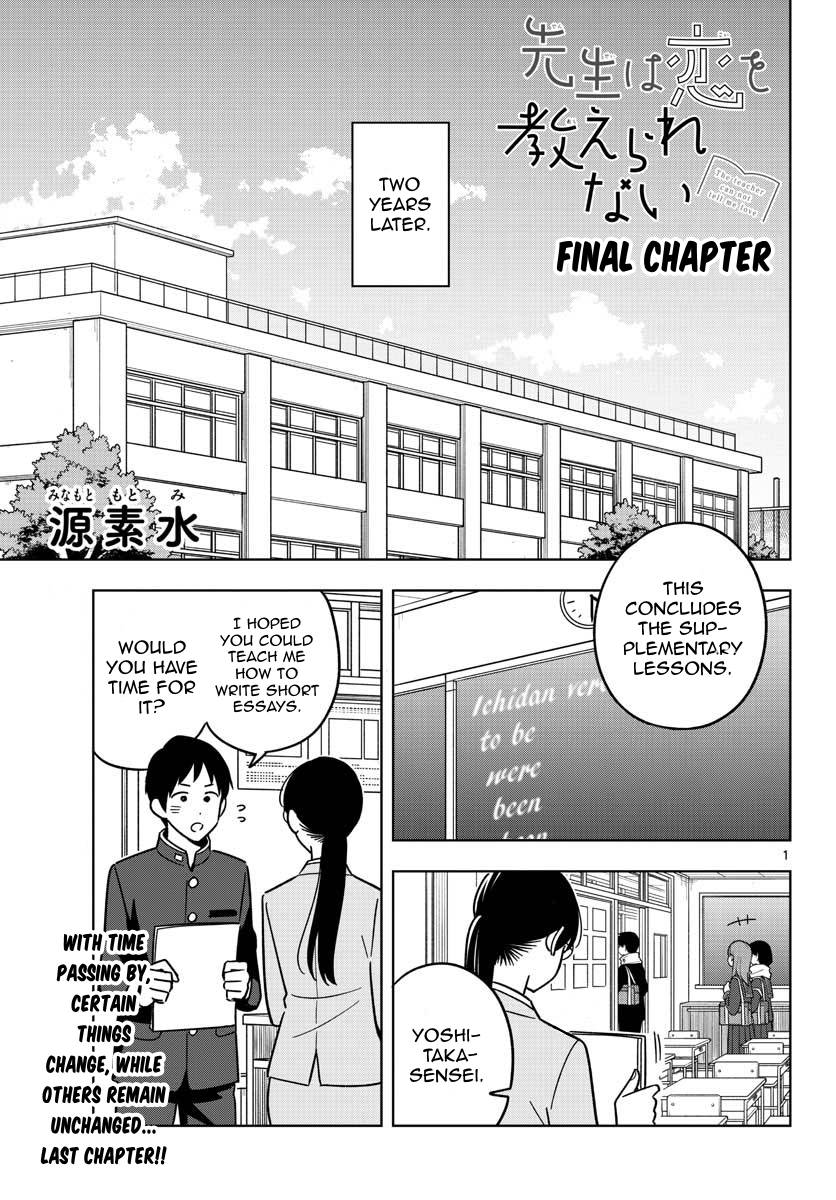 先生は恋を
教えられ
ない
The teacher
can not
tell me love
FINAL CHAPTER
TWO
YEARS
LATER.
みなもと もと み
源素水
THIS
CONCLUDES
THE SUP-
PLEMENTARY
LESSONS.
Ichidan ver
to be
were
been
1
I HOPED
YOU COULD
TEACH ME
HOW TO
WRITE SHORT
ESSAYS.
WOULD
YOU HAVE
TIME FOR
IT?
YOSHI-
TAKA-
SENSEI.
WITH TIME
PASSING BY,
CERTAIN
THINGS
CHANGE, WHILE
OTHERS REMAIN
UNCHANGED...
LAST CHAPTER!!